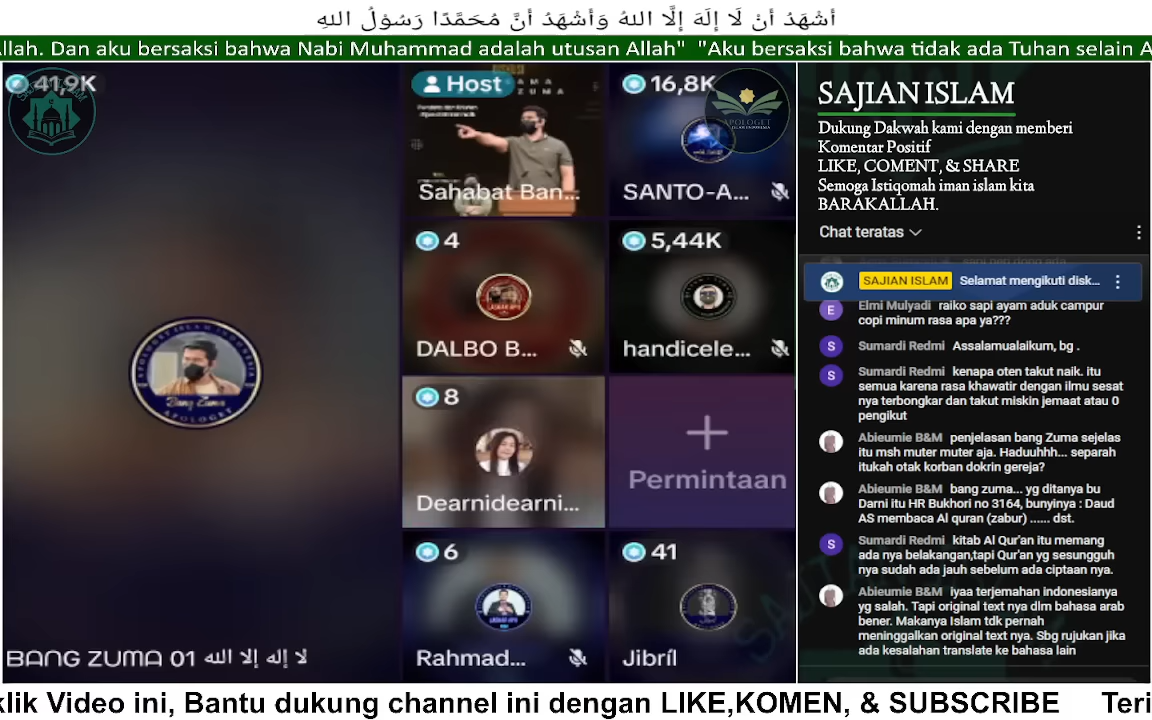 أشْهَدُ أنْ لَا إلَهَ إلَّا اللهُ وَأشْهَدُ أنَّ مُحَمَّدًا رَسُوْلُ اللهِ
llah. Dan aku bersaksi bahwa Nabi Muhammad adalah utusan Allah" "Aku bersaksi bahwa tidak ada Tuhan selain A
41,9K
BANG ZUMA 01 لا إله إلا الله
Host
Sahabat Ban...
16,8K
SANTO-A...
4
DALBO B...
5,44K
handicele...
8
Dearnidearni...
+
Permintaan
6
Rahmad...
41
Jibríl
SAJIAN ISLAM
Dukung Dakwah kami dengan memberi
Komentar Positif
LIKE, COMENT, & SHARE
Semoga Istiqomah iman islam kita
BARAKALLAH.
Chat teratas
SAJIAN ISLAM Selamat mengikuti disk...
Elmi Mulyadi raiko sapi ayam aduk campur
copi minum rasa apa ya???
Sumardi Redmi Assalamualaikum, bg .
Sumardi Redmi kenapa oten takut naik. itu
semua karena rasa khawatir dengan ilmu sesat
nya terbongkar dan takut miskin jemaat atau 0
pengikut
Abieumie B&M penjelasan bang Zuma sejelas
itu msh muter muter aja. Haduuhhh... separah
itukah otak korban dokrin gereja?
Abieumie B&M bang zuma... yg ditanya bu
Darni itu HR Bukhori no 3164, bunyinya : Daud
AS membaca Al quran (zabur) ...... dst.
Sumardi Redmi kitab Al Qur'an itu memang
ada nya belakangan,tapi Qur'an yg sesungguh
nya sudah ada jauh sebelum ada ciptaan nya.
Abieumie B&M iyaa terjemahan indonesianya
yg salah. Tapi original text nya dlm bahasa arab
bener. Makanya Islam tdk pernah
meninggalkan original text nya. Sbg rujukan jika
ada kesalahan translate ke bahasa lain
klik Video ini, Bantu dukung channel ini dengan LIKE,KOMEN, & SUBSCRIBE Teri